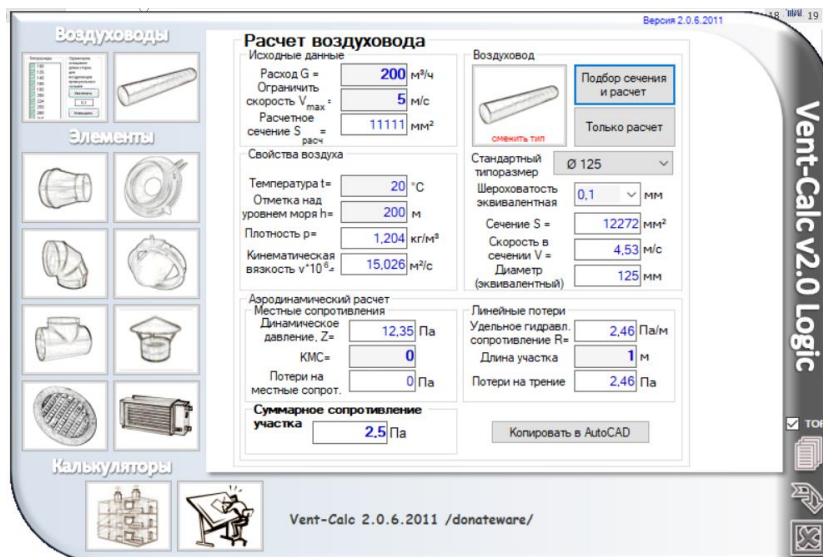 Версия 2.0.6.2011
18
19
Воздуховоды
Расчет воздуховода
Исходные данные
Расход G = 200 м³/ч
Ограничить скорость V max = 5 м/с
Расчетное сечение S расч = 11111 мм²
Свойства воздуха
Температура t= 20 °C
Отметка над уровнем моря h= 200 м
Плотность p= 1,204 кг/м³
Кинематическая вязкость v*10⁶= 15,026 м²/с
Воздуховод
сменить тип
Подбор сечения и расчет
Только расчет
Стандартный типоразмер Ø 125
Шероховатость эквивалентная 0,1 мм
Сечение S = 12272 мм²
Скорость в сечении V = 4,53 м/с
Диаметр (эквивалентный) 125 мм
Аэродинамический расчет
Местные сопротивления
Динамическое давление, Z= 12,35 Па
КМС= 0
Потери на местные сопрот. 0 Па
Линейные потери
Удельное гидравл. сопротивление R= 2,46 Па/м
Длина участка 1 м
Потери на трение 2,46 Па
Суммарное сопротивление участка 2,5 Па
Копировать в AutoCAD
Элементы
Калькуляторы
Vent-Calc 2.0.6.2011 /donateware/
Vent-Calc v2.0 Logic